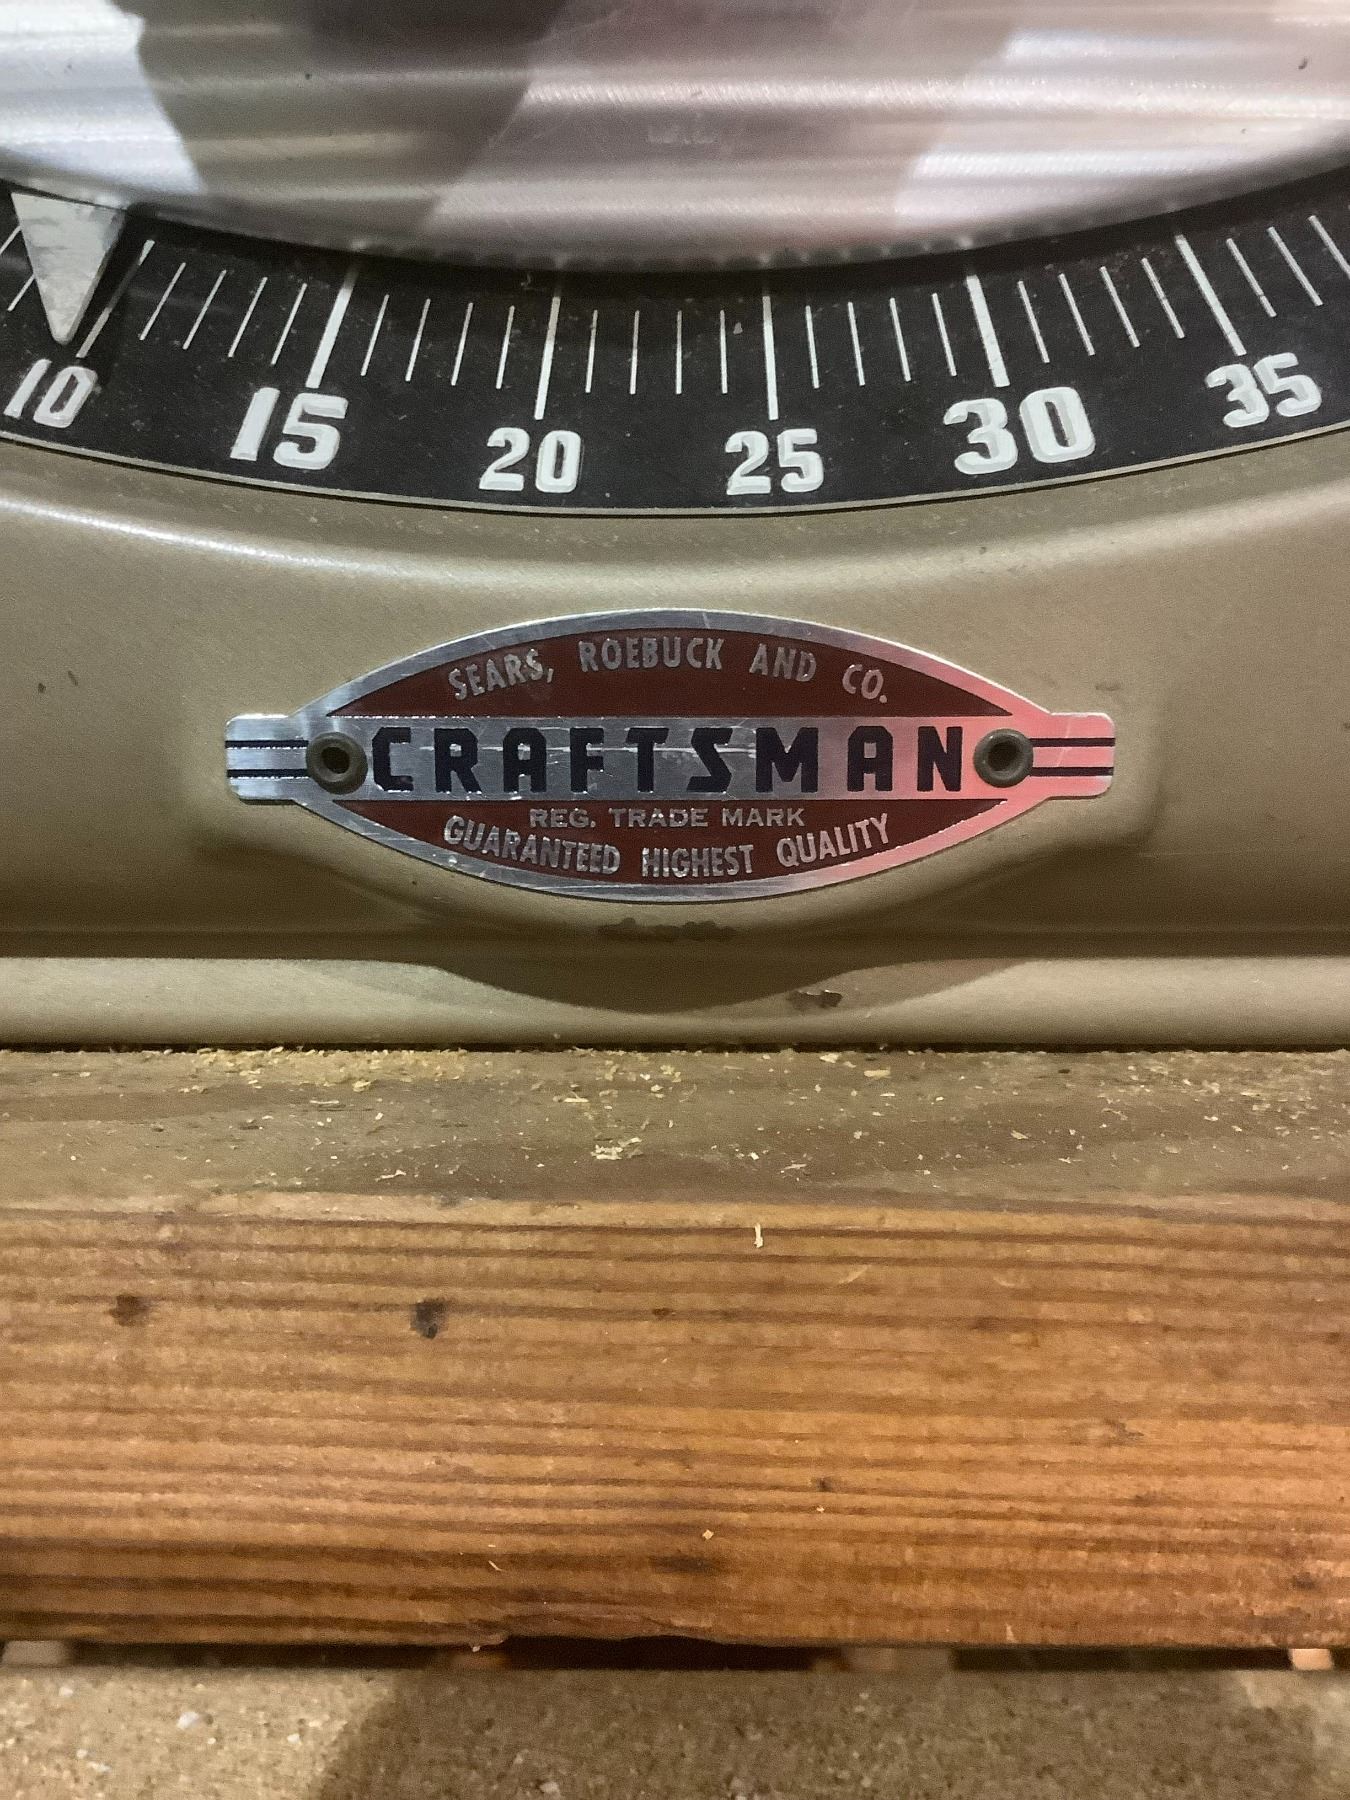 10 15 20 25 30 35
SEARS, ROEBUCK AND CO.
CRAFTSMAN
REG. TRADE MARK
GUARANTEED HIGHEST QUALITY